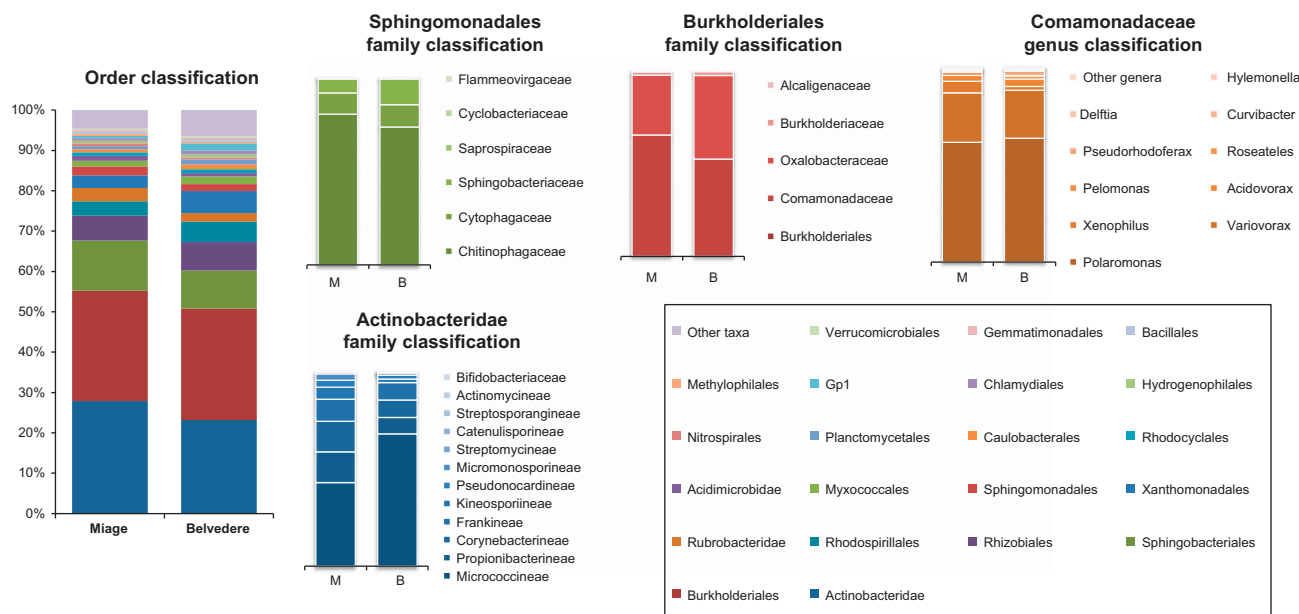 Order classification
100%
90%
80%
70%
60%
50%
40%
30%
20%
10%
0%
Miage
Belvedere
Sphingomonadales
family classification
Flammeovirgaceae
Cyclobacteriaceae
Saprospiraceae
Sphingobacteriaceae
Cytophagaceae
Chitinophagaceae
M
B
Burkholderiales
family classification
Alcaligenaceae
Burkholderiaceae
Oxalobacteraceae
Comamonadaceae
Burkholderiales
M
B
Comamonadaceae
genus classification
Other genera Hylemonella
Delftia Curvibacter
Pseudorhodoferax Roseateles
Pelomonas Acidovorax
Xenophilus Variovorax
Polaromonas
M
B
Actinobacteridae
family classification
Bifidobacteriaceae
Actinomycineae
Streptosporangineae
Catenulisporineae
Streptomycineae
Micromonosporineae
Pseudonocardineae
Kineosporiineae
Frankineae
Corynebacterineae
Propionibacterineae
Micrococcineae
M
B
Other taxa Verrucomicrobiales Gemmatimonadales Bacillales
Methylophilales Gp1 Chlamydiales Hydrogenophilales
Nitrospirales Planctomycetales Caulobacterales Rhodocyclales
Acidimicrobidae Myxococcales Sphingomonadales Xanthomonadales
Rubrobacteridae Rhodospirillales Rhizobiales Sphingobacteriales
Burkholderiales Actinobacteridae